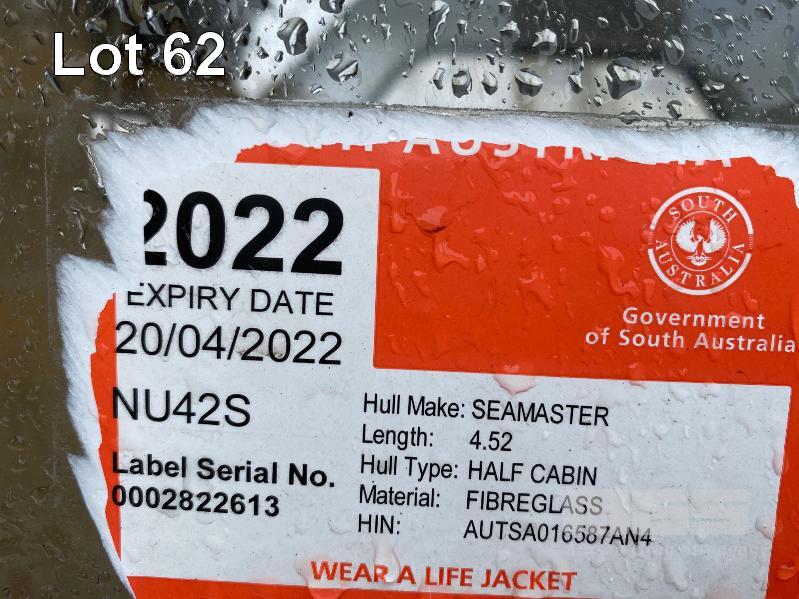 Lot 62
AUSTRALIA
2022
EXPIRY DATE
20/04/2022
NU42S
Label Serial No.
0002822613
SOUTH AUSTRALIA
Government
of South Australia
Hull Make: SEAMASTER
Length: 4.52
Hull Type: HALF CABIN
Material: FIBREGLASS
HIN: AUTSA016587AN4
WEAR A LIFE JACKET